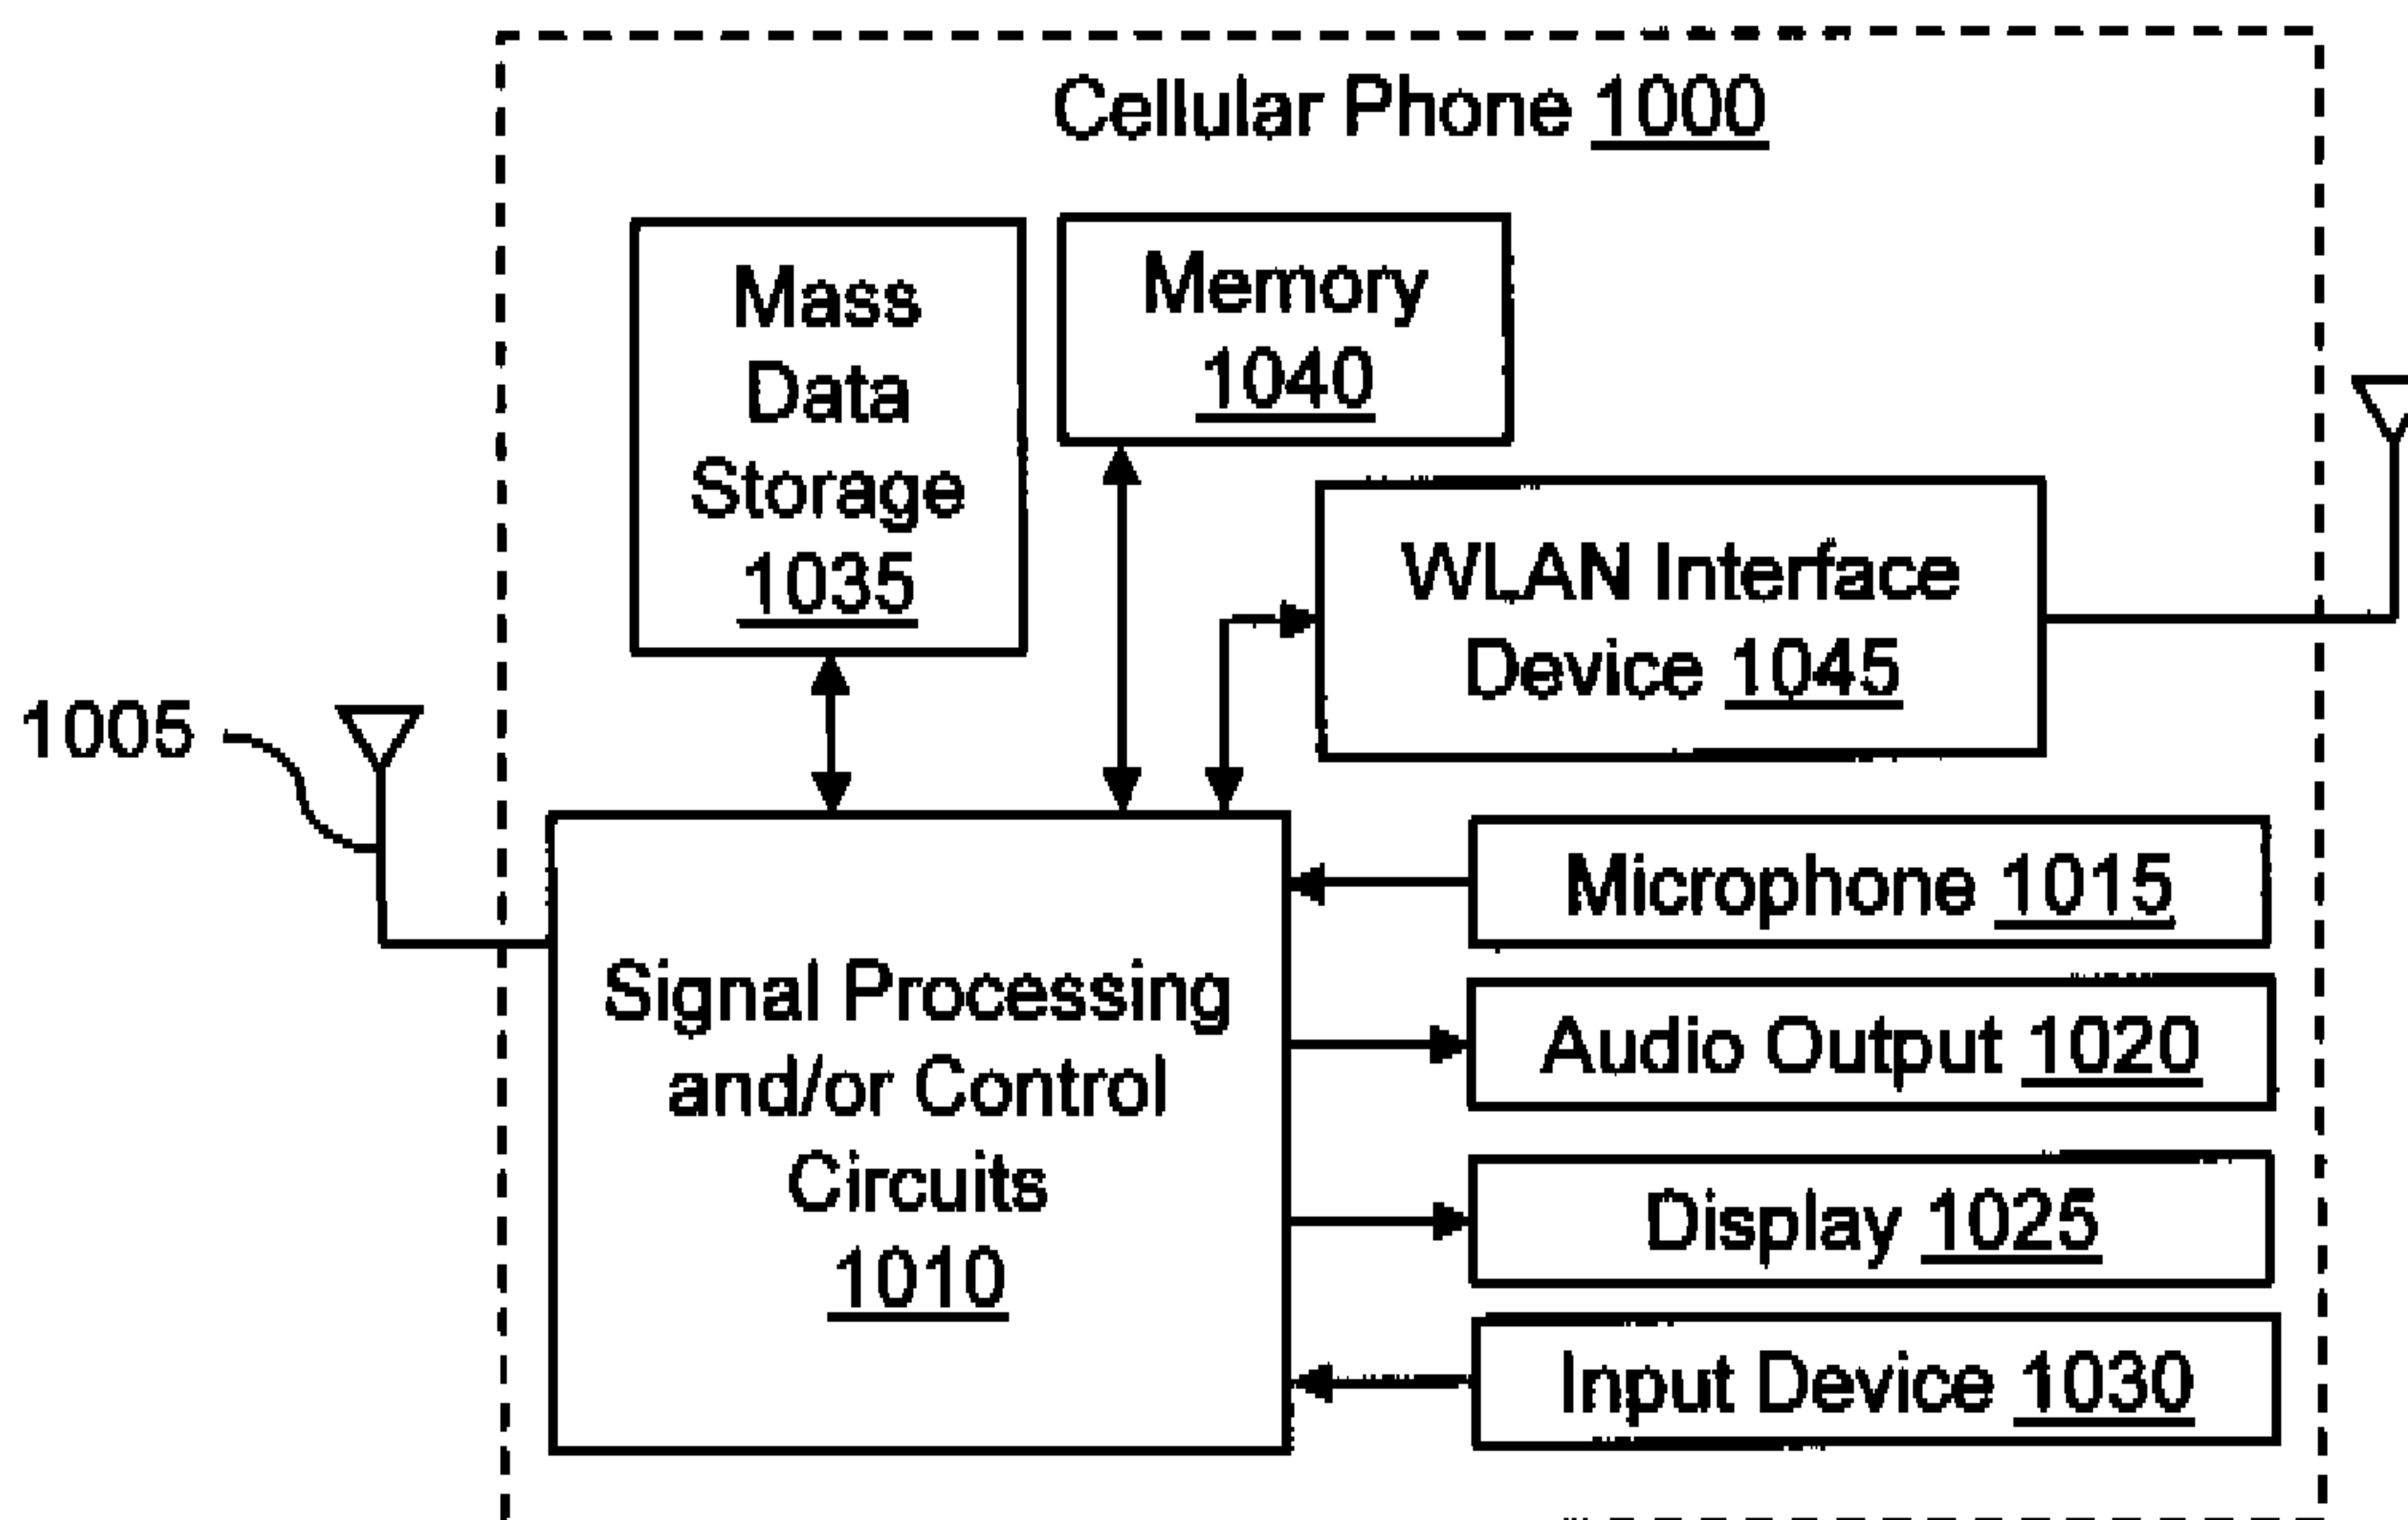 Cellular Phone 1000
Mass
Data
Storage
1035
Memory
1040
WLAN Interface
Device 1045
1005
Signal Processing
and/or Control
Circuits
1010
Microphone 1015
Audio Output 1020
Display 1025
Input Device 1030